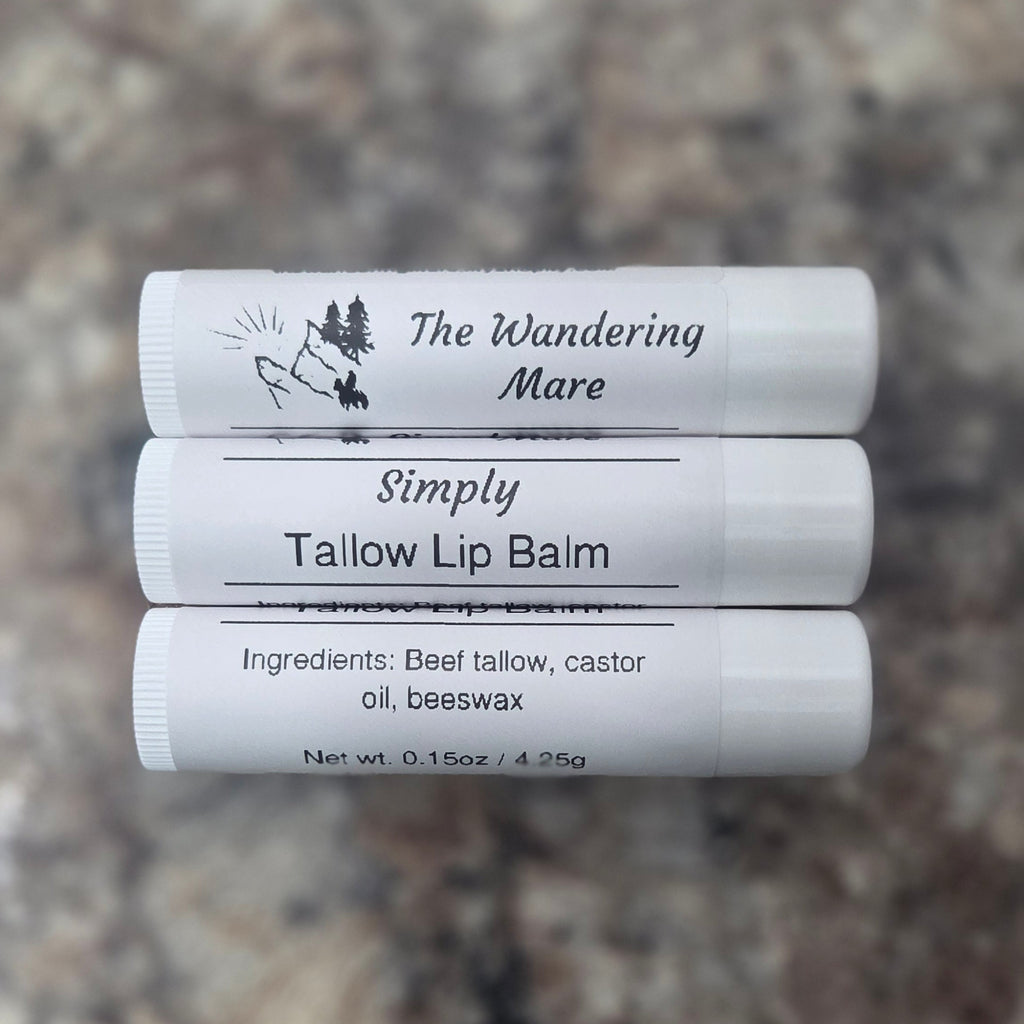 The Wandering
Mare
Simply
Tallow Lip Balm
Ingredients: Beef tallow, castor
oil, beeswax
Net wt. 0.15oz / 4.25g